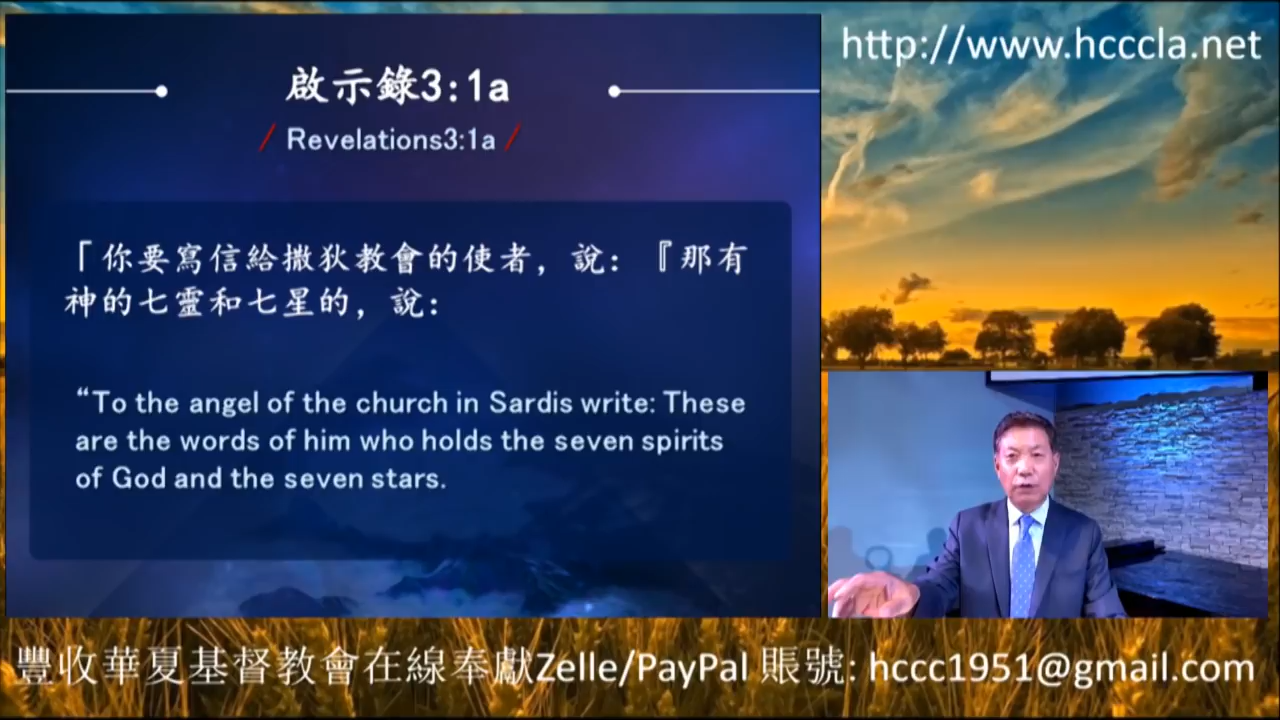 啟示錄3:1a
Revelations3:1a
「你要寫信給撒狄教會的使者，說：『那有
神的七靈和七星的，說：
“To the angel of the church in Sardis write: These
are the words of him who holds the seven spirits
of God and the seven stars.
http://www.hcccla.net
豐收華夏基督教會在線奉獻Zelle/PayPal 賬號: hccc1951@gmail.com